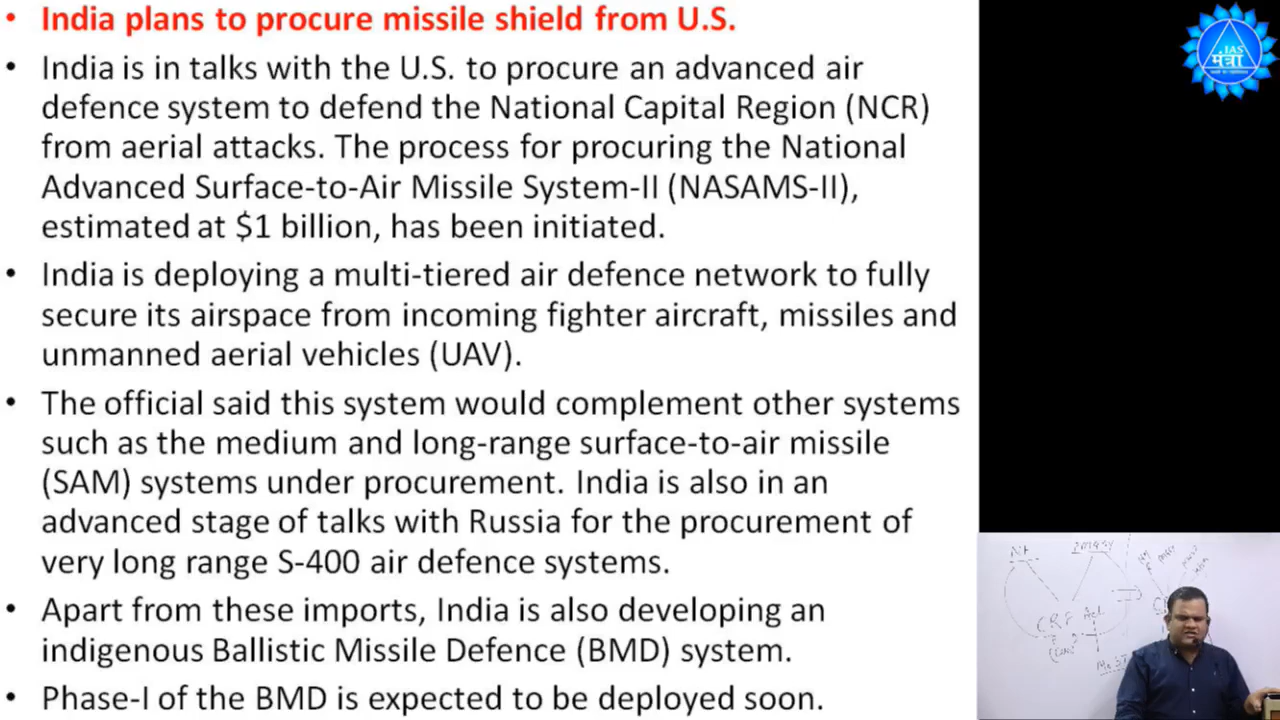 • India plans to procure missile shield from U.S.
• India is in talks with the U.S. to procure an advanced air
defence system to defend the National Capital Region (NCR)
from aerial attacks. The process for procuring the National
Advanced Surface-to-Air Missile System-II (NASAMS-II),
estimated at $1 billion, has been initiated.
• India is deploying a multi-tiered air defence network to fully
secure its airspace from incoming fighter aircraft, missiles and
unmanned aerial vehicles (UAV).
• The official said this system would complement other systems
such as the medium and long-range surface-to-air missile
(SAM) systems under procurement. India is also in an
advanced stage of talks with Russia for the procurement of
very long range S-400 air defence systems.
• Apart from these imports, India is also developing an
indigenous Ballistic Missile Defence (BMD) system.
• Phase-I of the BMD is expected to be deployed soon.
IAS
मंत्रा
CRF Act